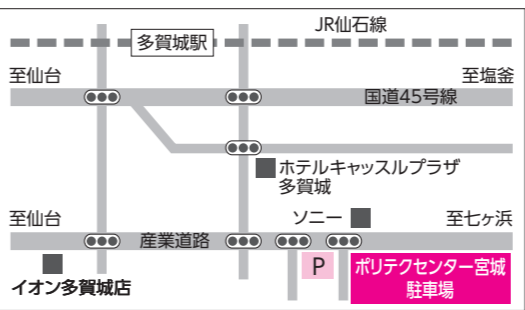 JR仙石線
多賀城駅
至仙台
至塩釜
国道45号線
ホテルキャッスルプラザ
多賀城
至仙台
ソニー
至七ヶ浜
産業道路
P
ポリテクセンター宮城
駐車場
イオン多賀城店